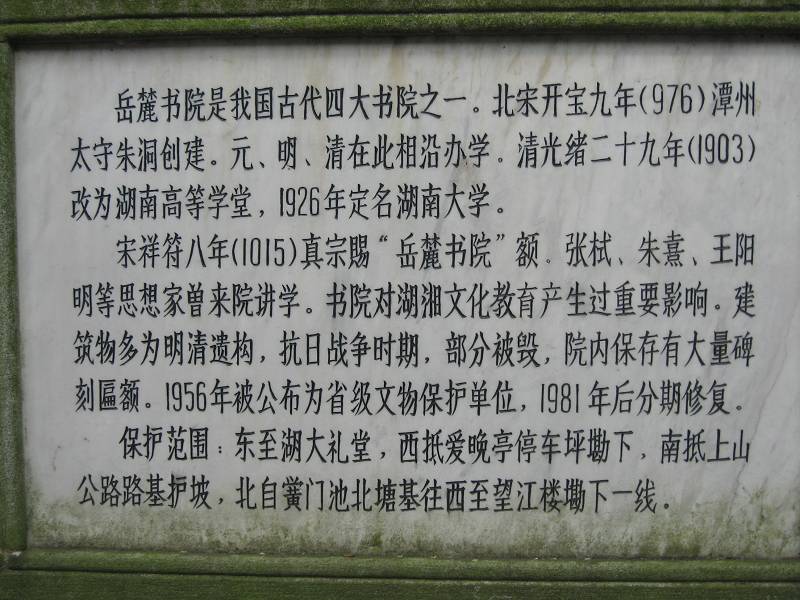 岳麓书院是我国古代四大书院之一。北宋开宝九年(976)潭州
太守朱洞创建。元、明、清在此相沿办学。清光绪二十九年(1903)
改为湖南高等学堂，1926年定名湖南大学。
宋祥符八年(1015)真宗赐“岳麓书院”额。张栻、朱熹、王阳
明等思想家曾来院讲学。书院对湖湘文化教育产生过重要影响。建
筑物多为明清遗构，抗日战争时期，部分被毁，院内保存有大量碑
刻匾额。1956年被公布为省级文物保护单位，1981年后分期修复。
保护范围：东至湖大礼堂，西抵爱晚亭停车坪墈下，南抵上山
公路路基护坡，北自黉门池北塘基往西至望江楼墈下一线。